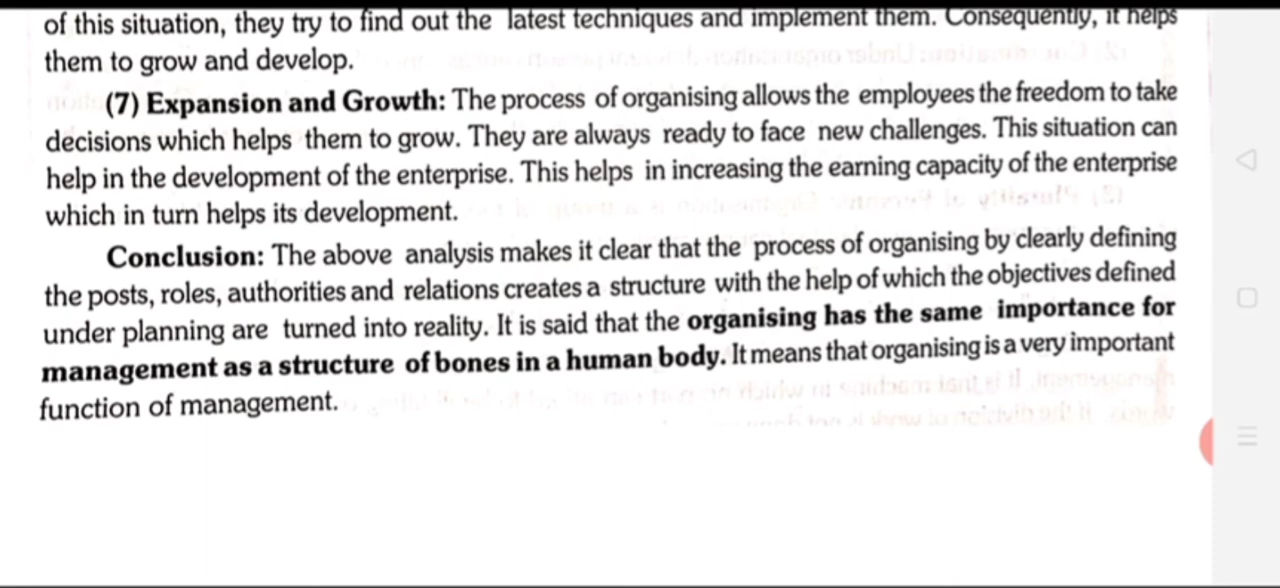 of this situation, they try to find out the latest techniques and implement them. Consequently, it helps
them to grow and develop.
(7) Expansion and Growth: The process of organising allows the employees the freedom to take
decisions which helps them to grow. They are always ready to face new challenges. This situation can
help in the development of the enterprise. This helps in increasing the earning capacity of the enterprise
which in turn helps its development.
Conclusion: The above analysis makes it clear that the process of organising by clearly defining
the posts, roles, authorities and relations creates a structure with the help of which the objectives defined
under planning are turned into reality. It is said that the organising has the same importance for
management as a structure of bones in a human body. It means that organising is a very important
function of management.